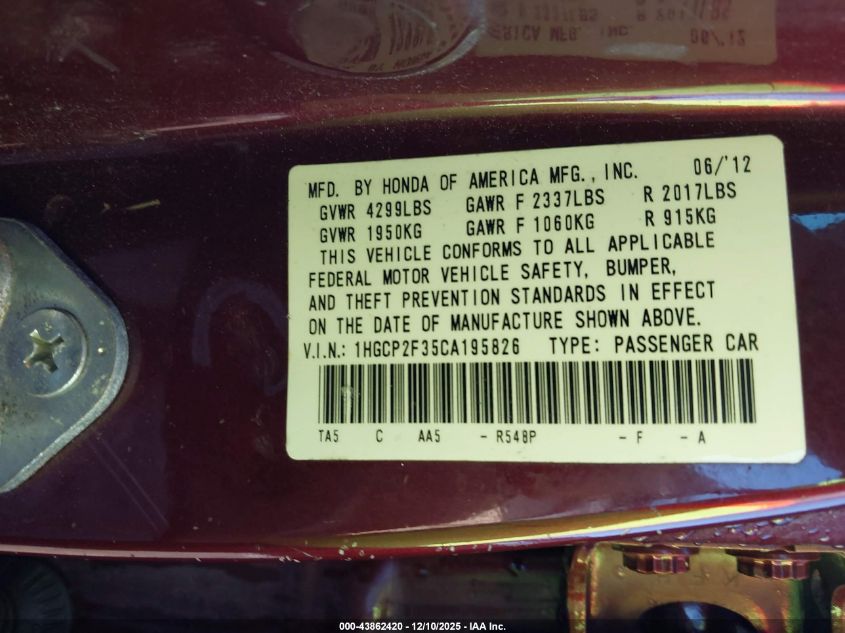 MFD. BY HONDA OF AMERICA MFG., INC. 06/'12
GVWR 4299LBS GAWR F 2337LBS R 2017LBS
GVWR 1950KG GAWR F 1060KG R 915KG
THIS VEHICLE CONFORMS TO ALL APPLICABLE
FEDERAL MOTOR VEHICLE SAFETY, BUMPER,
AND THEFT PREVENTION STANDARDS IN EFFECT
ON THE DATE OF MANUFACTURE SHOWN ABOVE.
V.I.N.: 1HGCP2F35CA195826 TYPE: PASSENGER CAR
TA5 C AA5 - R548P - F - A
000-43862420 - 12/10/2025 - IAA Inc.